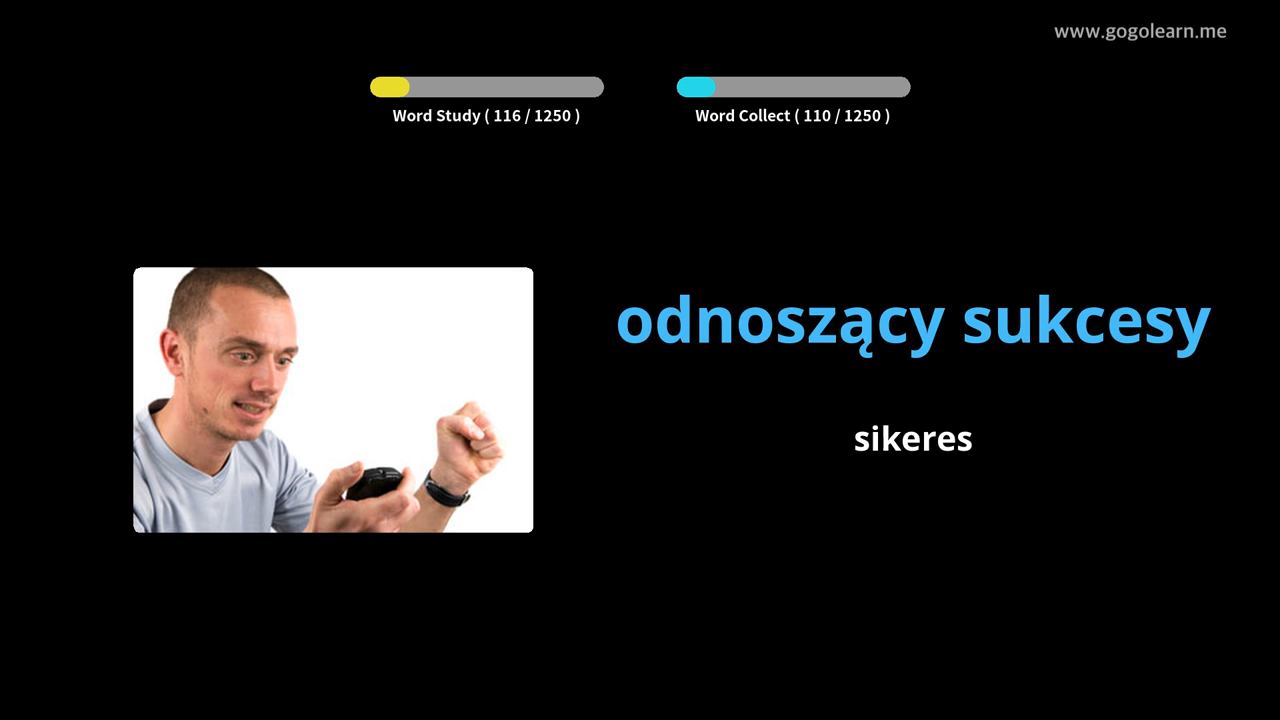 www.gogolearn.me
Word Study ( 116 / 1250 )
Word Collect ( 110 / 1250 )
odnoszący sukcesy
sikeres